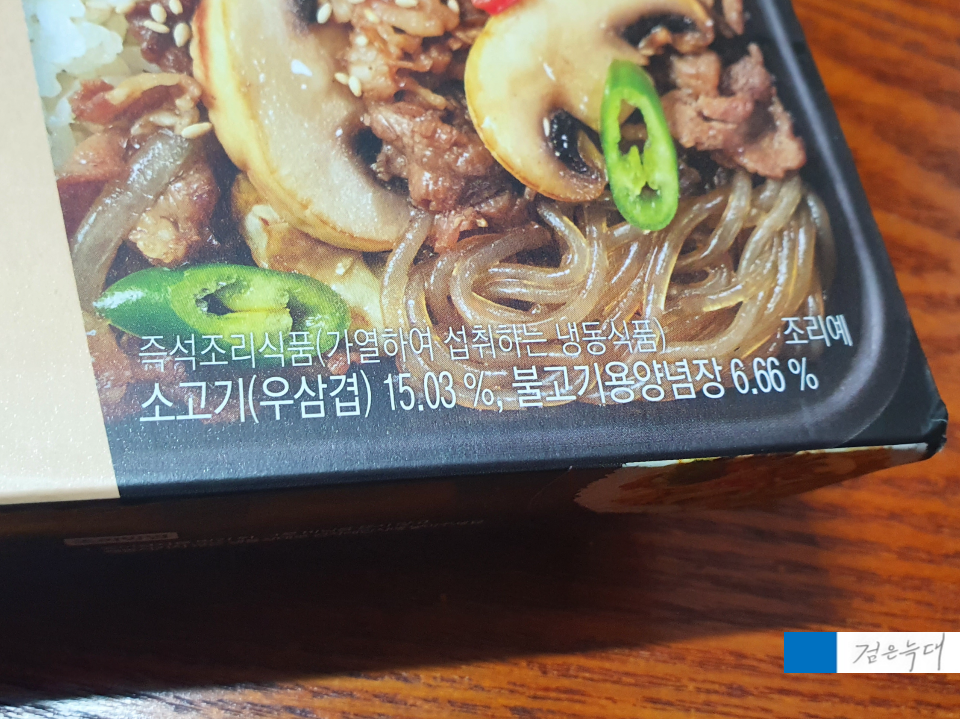 즉석조리식품(가열하여 섭취하는 냉동식품) 조리예
소고기(우삼겹) 15.03 %, 불고기용양념장 6.66 %
검은늑대